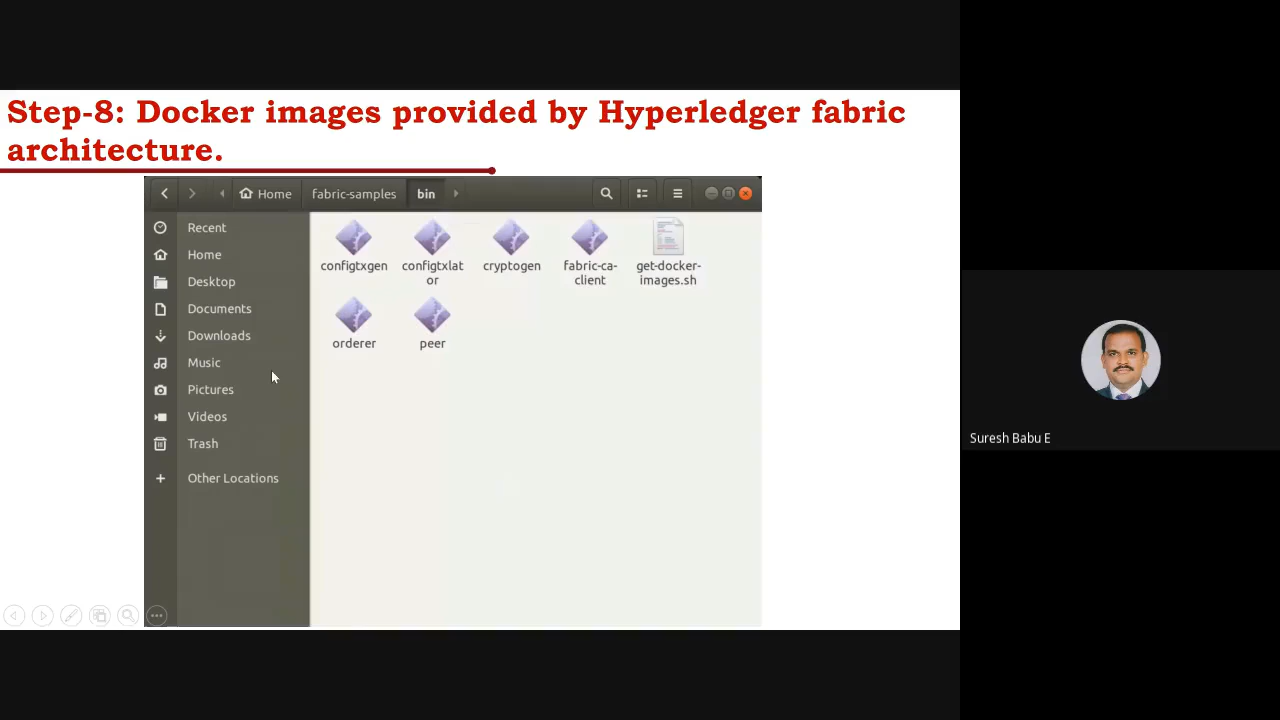 Step-8: Docker images provided by Hyperledger fabric
architecture.
Home
fabric-samples
bin
Recent
Home
Desktop
Documents
Downloads
Music
Pictures
Videos
Trash
Other Locations
configtxgen
configtxlat
or
cryptogen
fabric-ca-
client
get-docker-
images.sh
orderer
peer
Suresh Babu E